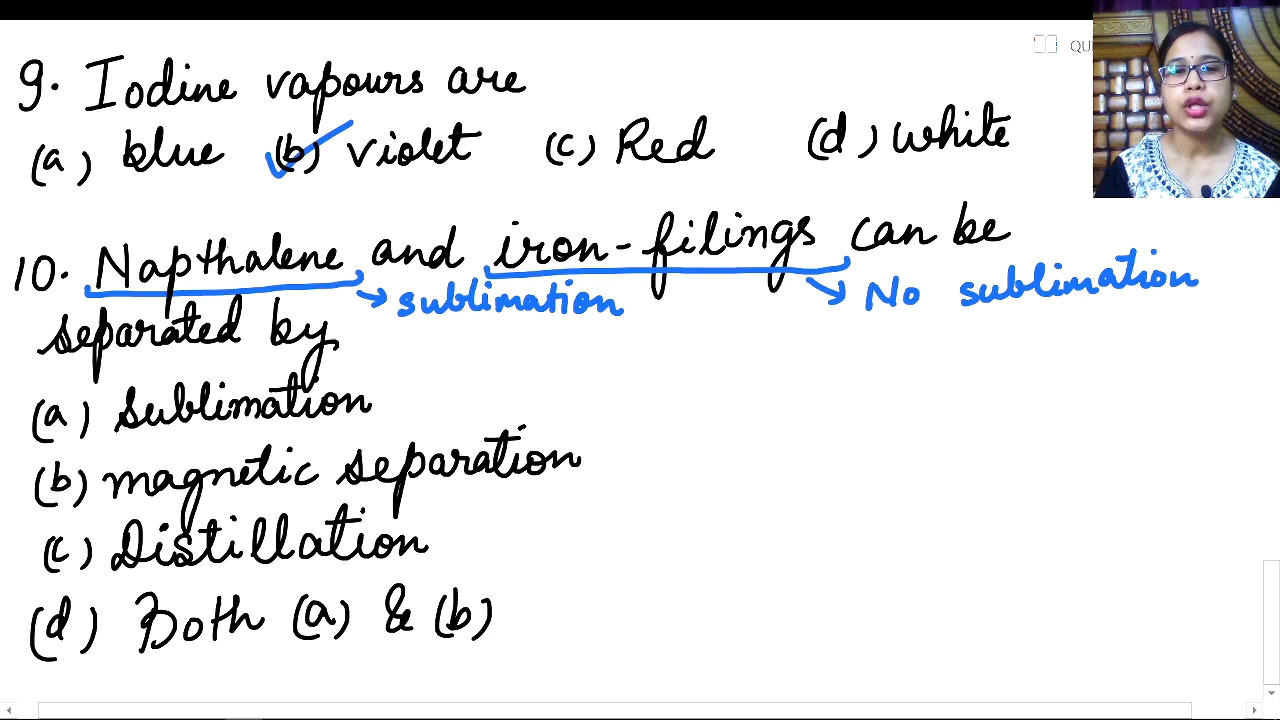 QU
9. Iodine vapours are
(a) blue (b) violet (c) Red (d) white
10. Napthalene and iron-filings can be
→ sublimation → No sublimation
separated by
(a) sublimation
(b) magnetic separation
(c) Distillation
(d) Both (a) & (b)